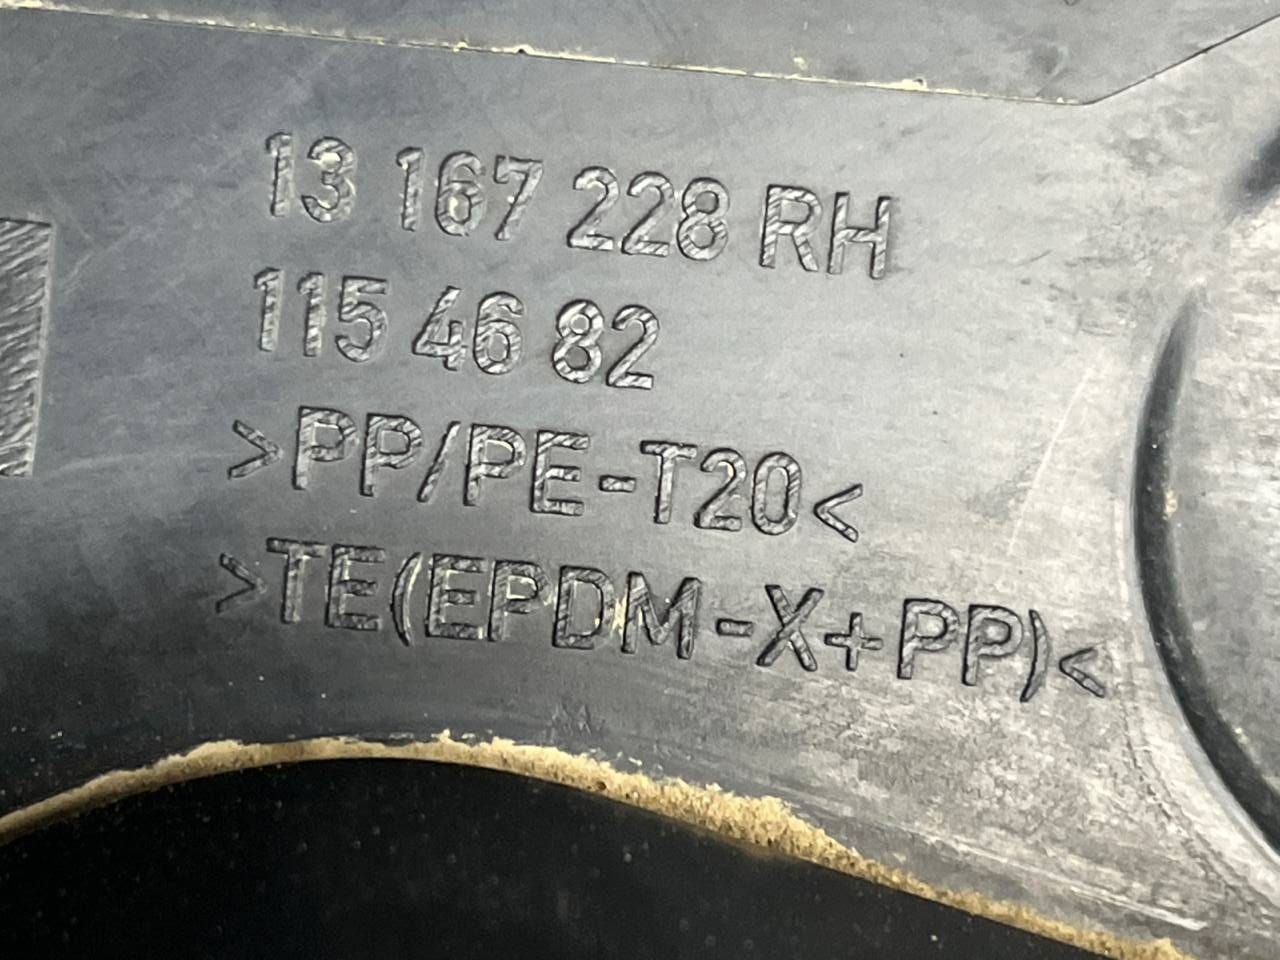 13 167 228 RH
115 46 82
>PP/PE-T20<
>TE(EPDM-X+PP)<